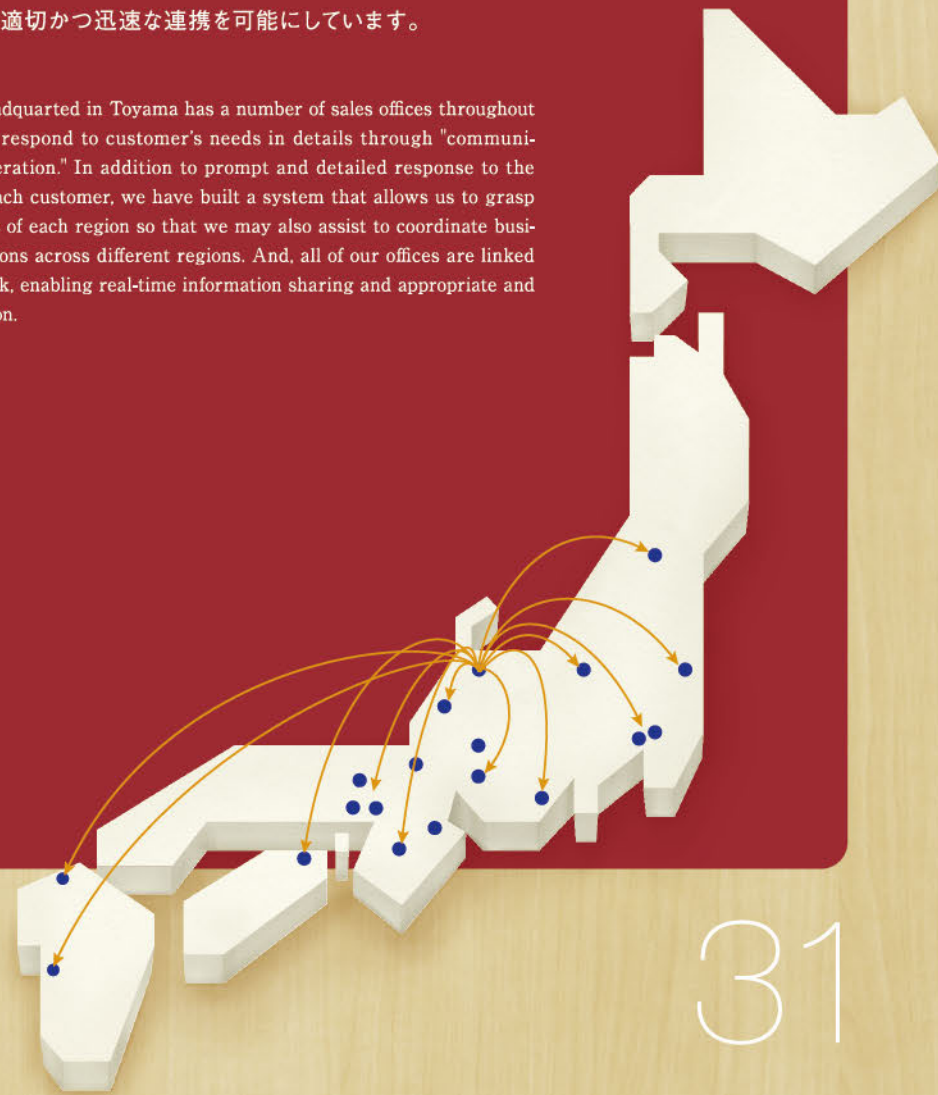 適切かつ迅速な連携を可能にしています。
dquarted in Toyama has a number of sales offices throughout
respond to customer's needs in details through "communi-
eration." In addition to prompt and detailed response to the
ch customer, we have built a system that allows us to grasp
of each region so that we may also assist to coordinate busi-
ons across different regions. And, all of our offices are linked
k, enabling real-time information sharing and appropriate and
on.
31